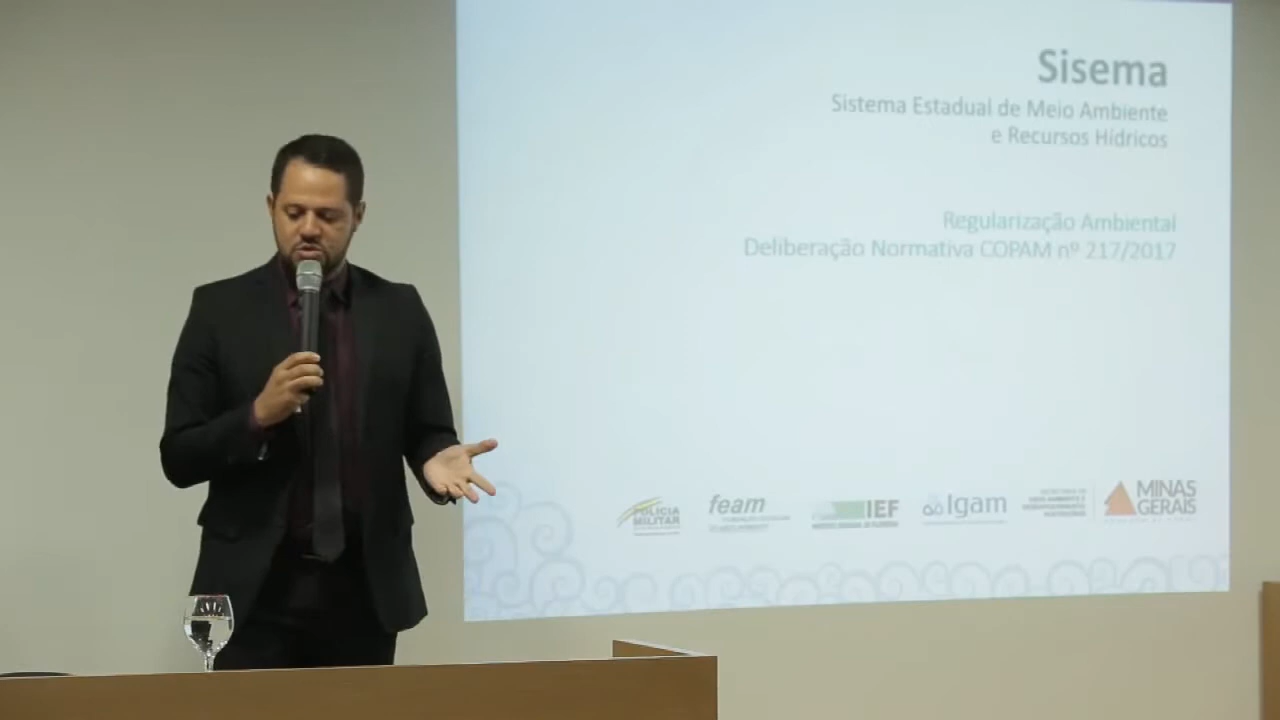 Sisema
Sistema Estadual de Meio Ambiente
e Recursos Hídricos
Regularização Ambiental
Deliberação Normativa COPAM nº 217/2017
POLÍCIA
MILITAR
feam
IEF
Igam
MINAS
GERAIS